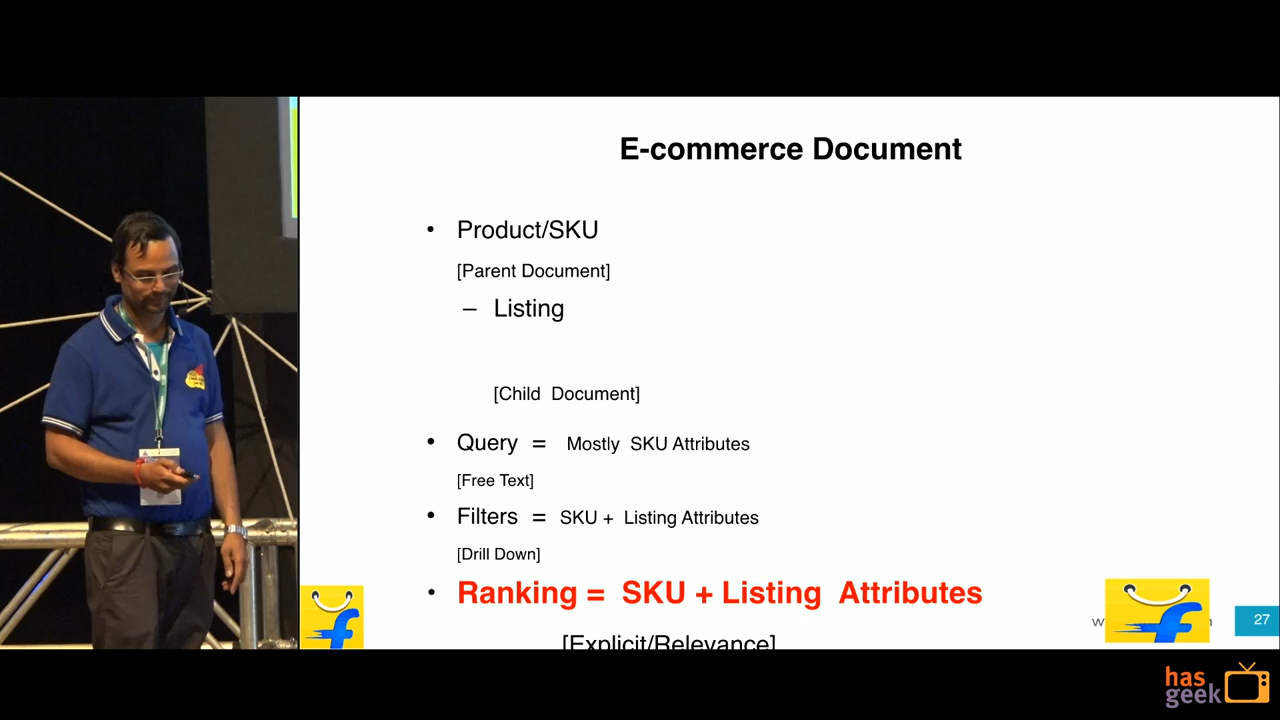 E-commerce Document
• Product/SKU
[Parent Document]
– Listing
[Child Document]
• Query = Mostly SKU Attributes
[Free Text]
• Filters = SKU + Listing Attributes
[Drill Down]
• Ranking = SKU + Listing Attributes
[Explicit/Relevance]
27
has
geek